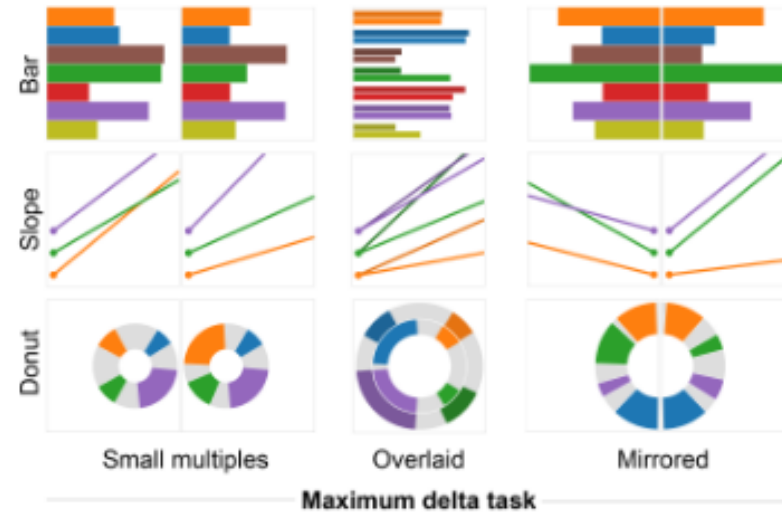 Bar
Slope
Donut
Small multiples
Overlaid
Mirrored
Maximum delta task